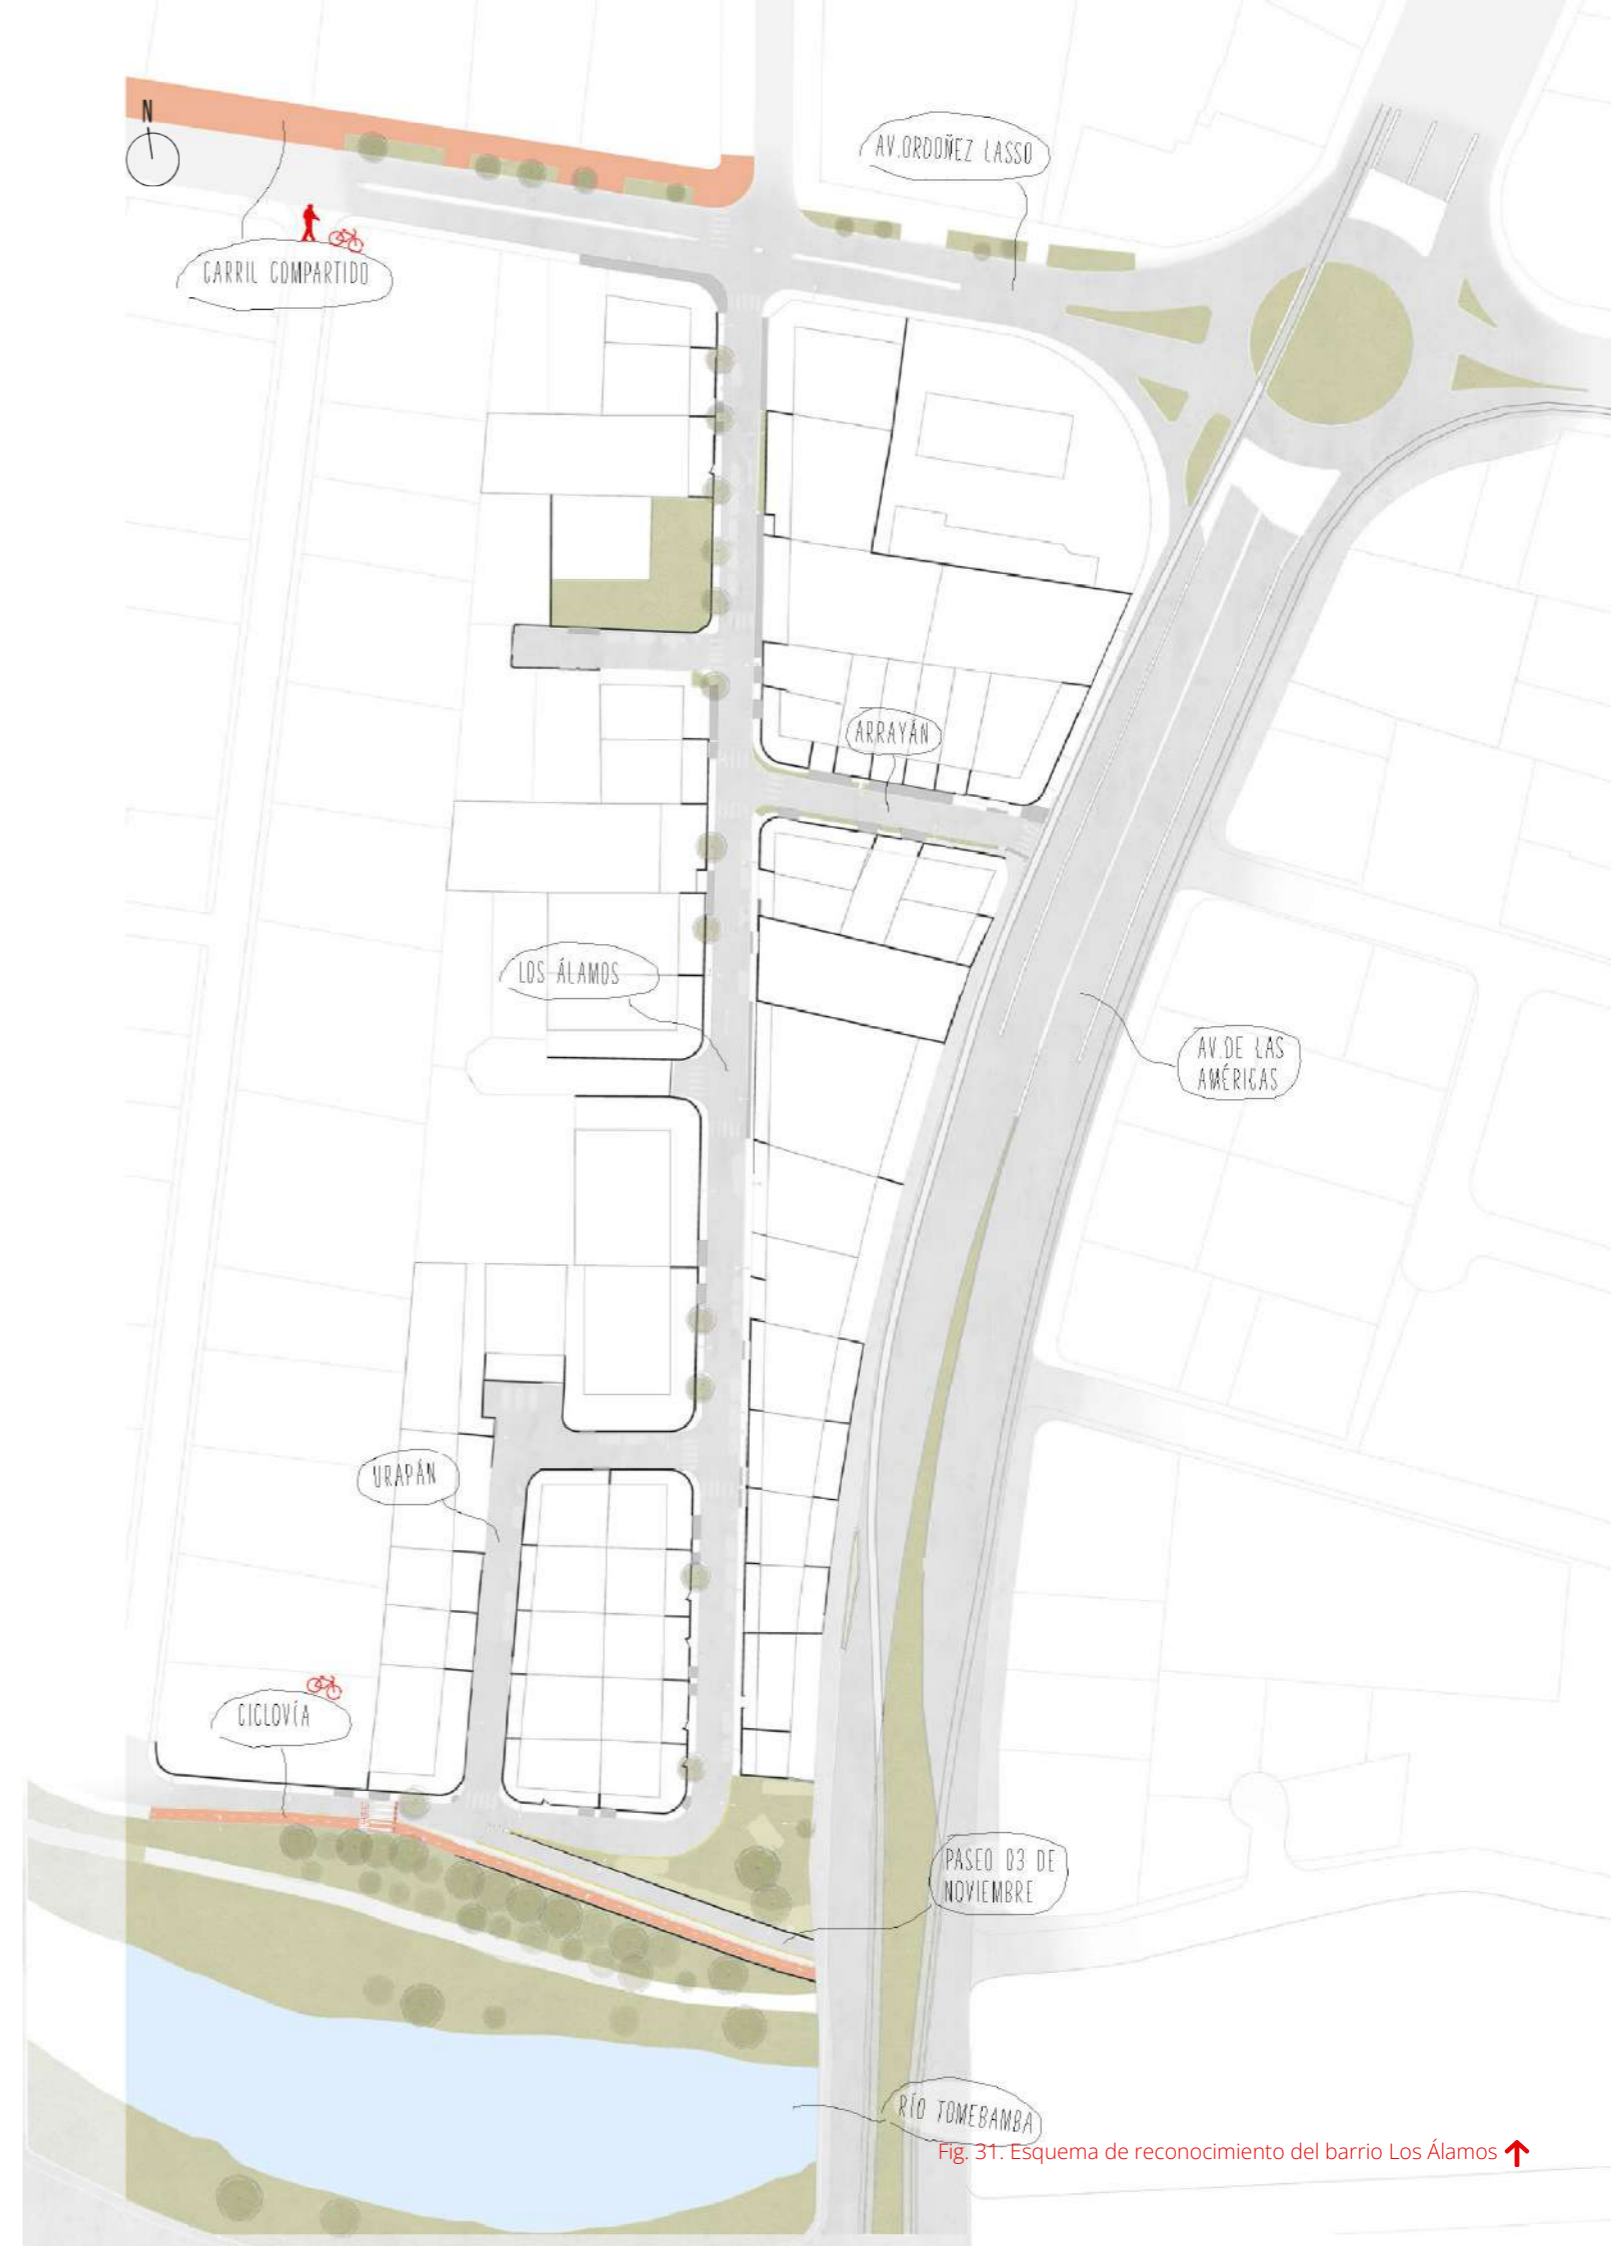 N
AV.ORDOÑEZ LASSO
CARRIL COMPARTIDO
ARRAYÁN
LOS ÁLAMOS
AV.DE LAS
AMÉRICAS
URAPÁN
CICLOVÍA
PASEO 03 DE
NOVIEMBRE
RÍO TOMEBAMBA
Fig. 31. Esquema de reconocimiento del barrio Los Álamos